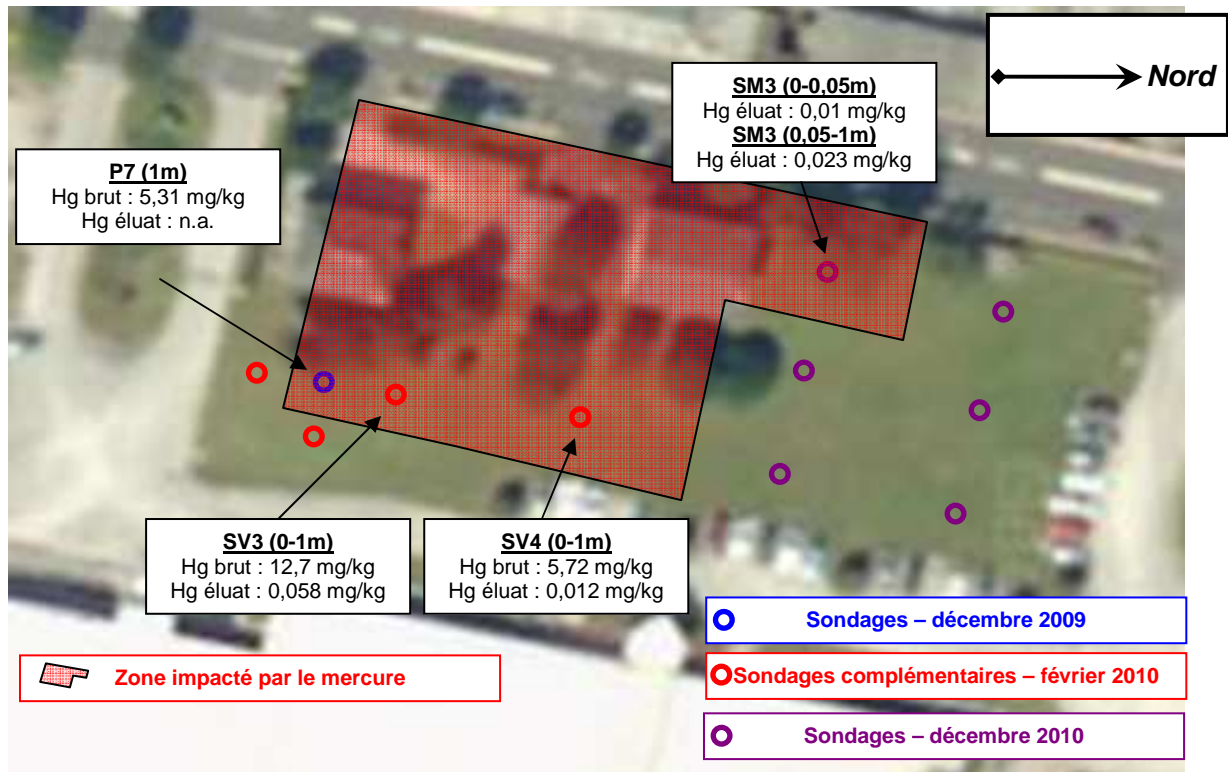 Nord
SM3 (0-0,05m)
Hg éluat : 0,01 mg/kg
SM3 (0,05-1m)
Hg éluat : 0,023 mg/kg
P7 (1m)
Hg brut : 5,31 mg/kg
Hg éluat : n.a.
SV3 (0-1m)
Hg brut : 12,7 mg/kg
Hg éluat : 0,058 mg/kg
SV4 (0-1m)
Hg brut : 5,72 mg/kg
Hg éluat : 0,012 mg/kg
Zone impacté par le mercure
Sondages – décembre 2009
Sondages complémentaires – février 2010
Sondages – décembre 2010